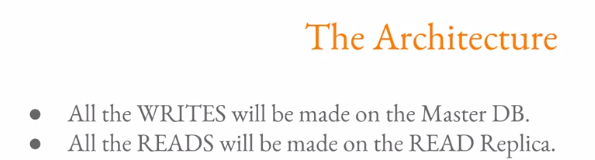 The Architecture
● All the WRITES will be made on the Master DB.
● All the READS will be made on the READ Replica.